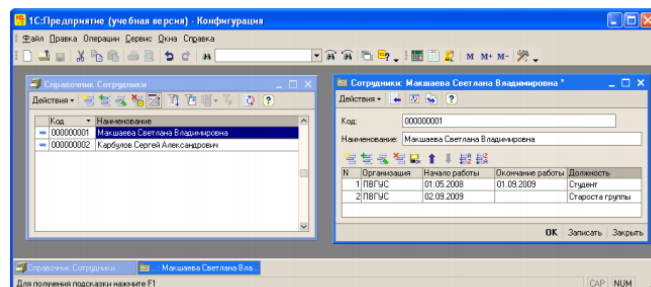 1С:Предприятие (учебная версия) - Конфигурация
Файл Правка Операции Сервис Окна Справка
M M+ M-
Справочник Сотрудники
Действия
Код Наименование
000000001 Макшаева Светлана Владимировна
000000002 Карбулов Сергей Александрович
Сотрудники: Макшаева Светлана Владимировна *
Действия
Код: 000000001
Наименование: Макшаева Светлана Владимировна
N Организация Начало работы Окончание работы Должность
1 ПВГУС 01.05.2008 01.09.2009 Студент
2 ПВГУС 02.09.2009 Староста группы
OK Записать Закрыть
Справочник Сотрудники ...: Макшаева Светлана Вла...
Для получения подсказки нажмите F1 CAP NUM